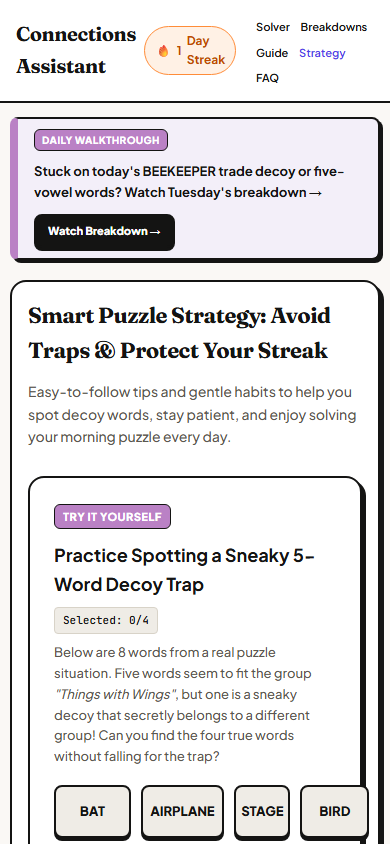 Connections
Assistant
1
Day
Streak
Solver Breakdowns
Guide Strategy
FAQ
DAILY WALKTHROUGH
Stuck on today's BEEKEEPER trade decoy or five-
vowel words? Watch Tuesday's breakdown →
Watch Breakdown →
Smart Puzzle Strategy: Avoid
Traps & Protect Your Streak
Easy-to-follow tips and gentle habits to help you
spot decoy words, stay patient, and enjoy solving
your morning puzzle every day.
TRY IT YOURSELF
Practice Spotting a Sneaky 5-
Word Decoy Trap
Selected: 0/4
Below are 8 words from a real puzzle
situation. Five words seem to fit the group
"Things with Wings", but one is a sneaky
decoy that secretly belongs to a different
group! Can you find the four true words
without falling for the trap?
BAT AIRPLANE STAGE BIRD